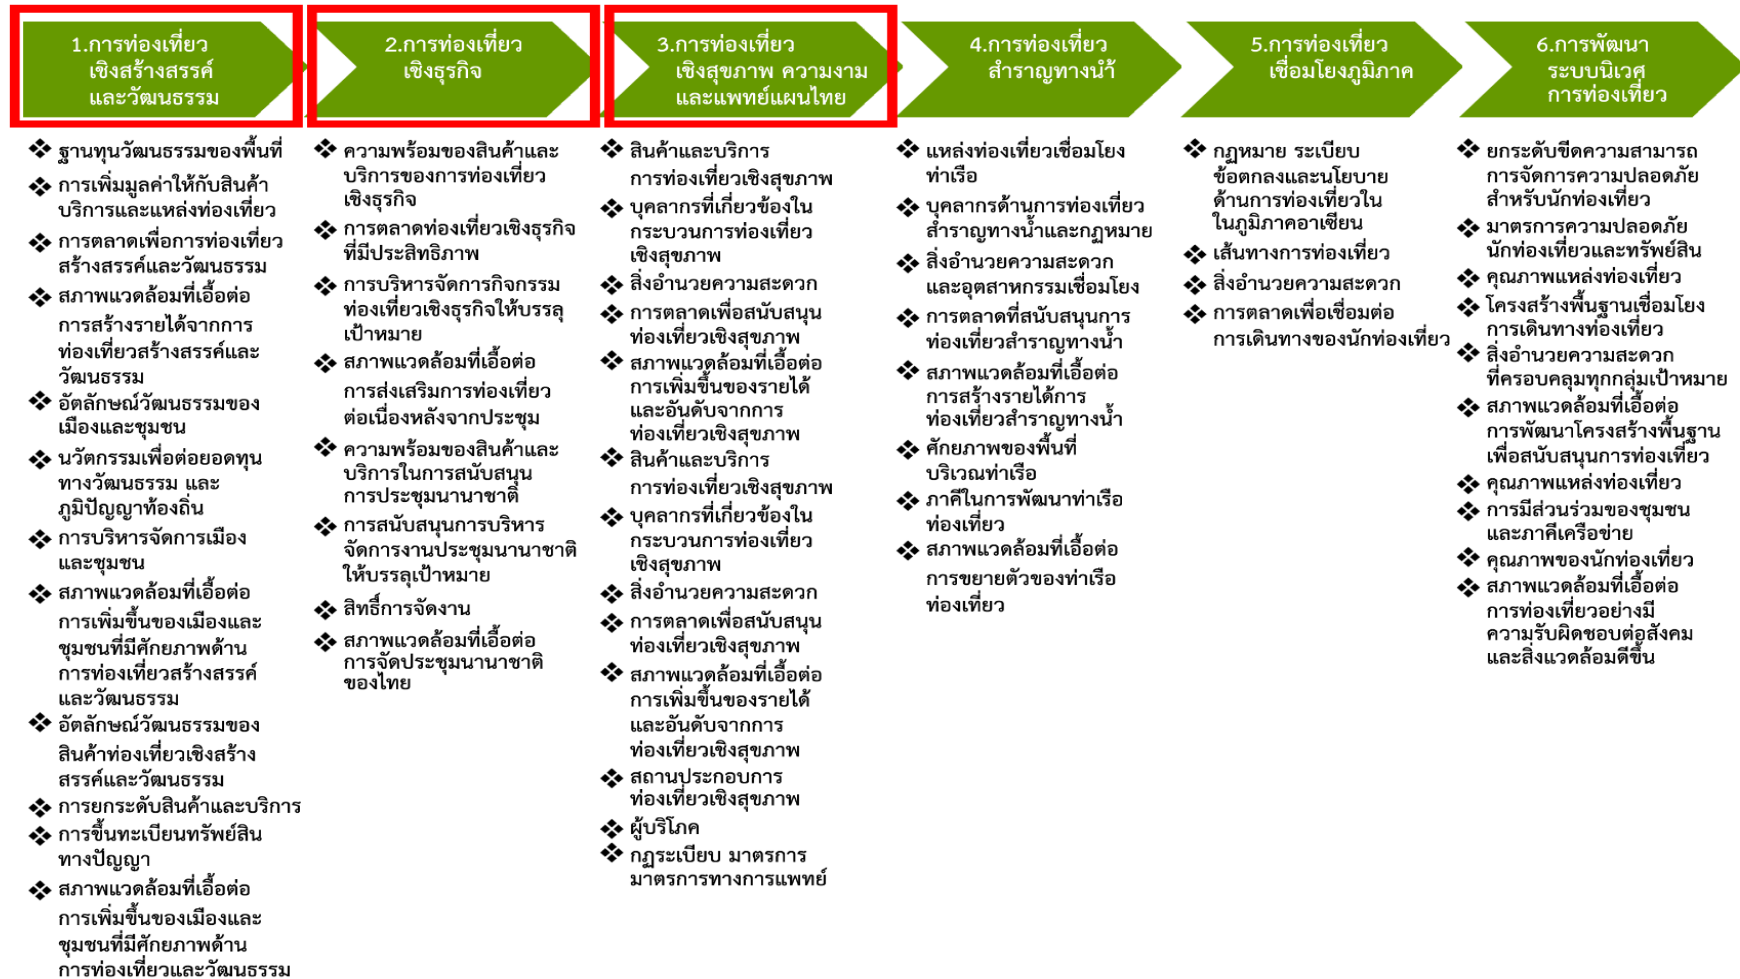 1.การท่องเที่ยว
เชิงสร้างสรรค์
และวัฒนธรรม
❖ ฐานทุนวัฒนธรรมของพื้นที่
❖ การเพิ่มมูลค่าให้กับสินค้า
บริการและแหล่งท่องเที่ยว
❖ การตลาดเพื่อการท่องเที่ยว
สร้างสรรค์และวัฒนธรรม
❖ สภาพแวดล้อมที่เอื้อต่อ
การสร้างรายได้จากการ
ท่องเที่ยวสร้างสรรค์และ
วัฒนธรรม
❖ อัตลักษณ์วัฒนธรรมของ
เมืองและชุมชน
❖ นวัตกรรมเพื่อต่อยอดทุน
ทางวัฒนธรรม และ
ภูมิปัญญาท้องถิ่น
❖ การบริหารจัดการเมือง
และชุมชน
❖ สภาพแวดล้อมที่เอื้อต่อ
การเพิ่มขึ้นของเมืองและ
ชุมชนที่มีศักยภาพด้าน
การท่องเที่ยวสร้างสรรค์
และวัฒนธรรม
❖ อัตลักษณ์วัฒนธรรมของ
สินค้าท่องเที่ยวเชิงสร้าง
สรรค์และวัฒนธรรม
❖ การยกระดับสินค้าและบริการ
❖ การขึ้นทะเบียนทรัพย์สิน
ทางปัญญา
❖ สภาพแวดล้อมที่เอื้อต่อ
การเพิ่มขึ้นของเมืองและ
ชุมชนที่มีศักยภาพด้าน
การท่องเที่ยวและวัฒนธรรม
2.การท่องเที่ยว
เชิงธุรกิจ
❖ ความพร้อมของสินค้าและ
บริการของการท่องเที่ยว
เชิงธุรกิจ
❖ การตลาดท่องเที่ยวเชิงธุรกิจ
ที่มีประสิทธิภาพ
❖ การบริหารจัดการกิจกรรม
ท่องเที่ยวเชิงธุรกิจให้บรรลุ
เป้าหมาย
❖ สภาพแวดล้อมที่เอื้อต่อ
การส่งเสริมการท่องเที่ยว
ต่อเนื่องหลังจากประชุม
❖ ความพร้อมของสินค้าและ
บริการในการสนับสนุน
การประชุมนานาชาติ
❖ การสนับสนุนการบริหาร
จัดการงานประชุมนานาชาติ
ให้บรรลุเป้าหมาย
❖ สิทธิ์การจัดงาน
❖ สภาพแวดล้อมที่เอื้อต่อ
การจัดประชุมนานาชาติ
ของไทย
3.การท่องเที่ยว
เชิงสุขภาพ ความงาม
และแพทย์แผนไทย
❖ สินค้าและบริการ
การท่องเที่ยวเชิงสุขภาพ
❖ บุคลากรที่เกี่ยวข้องใน
กระบวนการท่องเที่ยว
เชิงสุขภาพ
❖ สิ่งอำนวยความสะดวก
❖ การตลาดเพื่อสนับสนุน
ท่องเที่ยวเชิงสุขภาพ
❖ สภาพแวดล้อมที่เอื้อต่อ
การเพิ่มขึ้นของรายได้
และอันดับจากการ
ท่องเที่ยวเชิงสุขภาพ
❖ สินค้าและบริการ
การท่องเที่ยวเชิงสุขภาพ
❖ บุคลากรที่เกี่ยวข้องใน
กระบวนการท่องเที่ยว
เชิงสุขภาพ
❖ สิ่งอำนวยความสะดวก
❖ การตลาดเพื่อสนับสนุน
ท่องเที่ยวเชิงสุขภาพ
❖ สภาพแวดล้อมที่เอื้อต่อ
การเพิ่มขึ้นของรายได้
และอันดับจากการ
ท่องเที่ยวเชิงสุขภาพ
❖ สถานประกอบการ
ท่องเที่ยวเชิงสุขภาพ
❖ ผู้บริโภค
❖ กฎระเบียบ มาตรการ
มาตรการทางการแพทย์
4.การท่องเที่ยว
สำราญทางน้ำ
❖ แหล่งท่องเที่ยวเชื่อมโยง
ท่าเรือ
❖ บุคลากรด้านการท่องเที่ยว
สำราญทางน้ำและกฎหมาย
❖ สิ่งอำนวยความสะดวก
และอุตสาหกรรมเชื่อมโยง
❖ การตลาดที่สนับสนุนการ
ท่องเที่ยวสำราญทางน้ำ
❖ สภาพแวดล้อมที่เอื้อต่อ
การสร้างรายได้การ
ท่องเที่ยวสำราญทางน้ำ
❖ ศักยภาพของพื้นที่
บริเวณท่าเรือ
❖ ภาคีในการพัฒนาท่าเรือ
ท่องเที่ยว
❖ สภาพแวดล้อมที่เอื้อต่อ
การขยายตัวของท่าเรือ
ท่องเที่ยว
5.การท่องเที่ยว
เชื่อมโยงภูมิภาค
❖ กฎหมาย ระเบียบ
ข้อตกลงและนโยบาย
ด้านการท่องเที่ยวใน
ในภูมิภาคอาเซียน
❖ เส้นทางการท่องเที่ยว
❖ สิ่งอำนวยความสะดวก
❖ การตลาดเพื่อเชื่อมต่อ
การเดินทางของนักท่องเที่ยว
6.การพัฒนา
ระบบนิเวศ
การท่องเที่ยว
❖ ยกระดับขีดความสามารถ
การจัดการความปลอดภัย
สำหรับนักท่องเที่ยว
❖ มาตรการความปลอดภัย
นักท่องเที่ยวและทรัพย์สิน
❖ คุณภาพแหล่งท่องเที่ยว
❖ โครงสร้างพื้นฐานเชื่อมโยง
การเดินทางท่องเที่ยว
❖ สิ่งอำนวยความสะดวก
ที่ครอบคลุมทุกกลุ่มเป้าหมาย
❖ สภาพแวดล้อมที่เอื้อต่อ
การพัฒนาโครงสร้างพื้นฐาน
เพื่อสนับสนุนการท่องเที่ยว
❖ คุณภาพแหล่งท่องเที่ยว
❖ การมีส่วนร่วมของชุมชน
และภาคีเครือข่าย
❖ คุณภาพของนักท่องเที่ยว
❖ สภาพแวดล้อมที่เอื้อต่อ
การท่องเที่ยวอย่างมี
ความรับผิดชอบต่อสังคม
และสิ่งแวดล้อมดีขึ้น